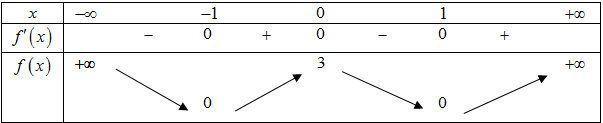 x −∞ −1 0 1 +∞
f′(x) − 0 + 0 − 0 +
f(x) +∞ 3 +∞
0 0